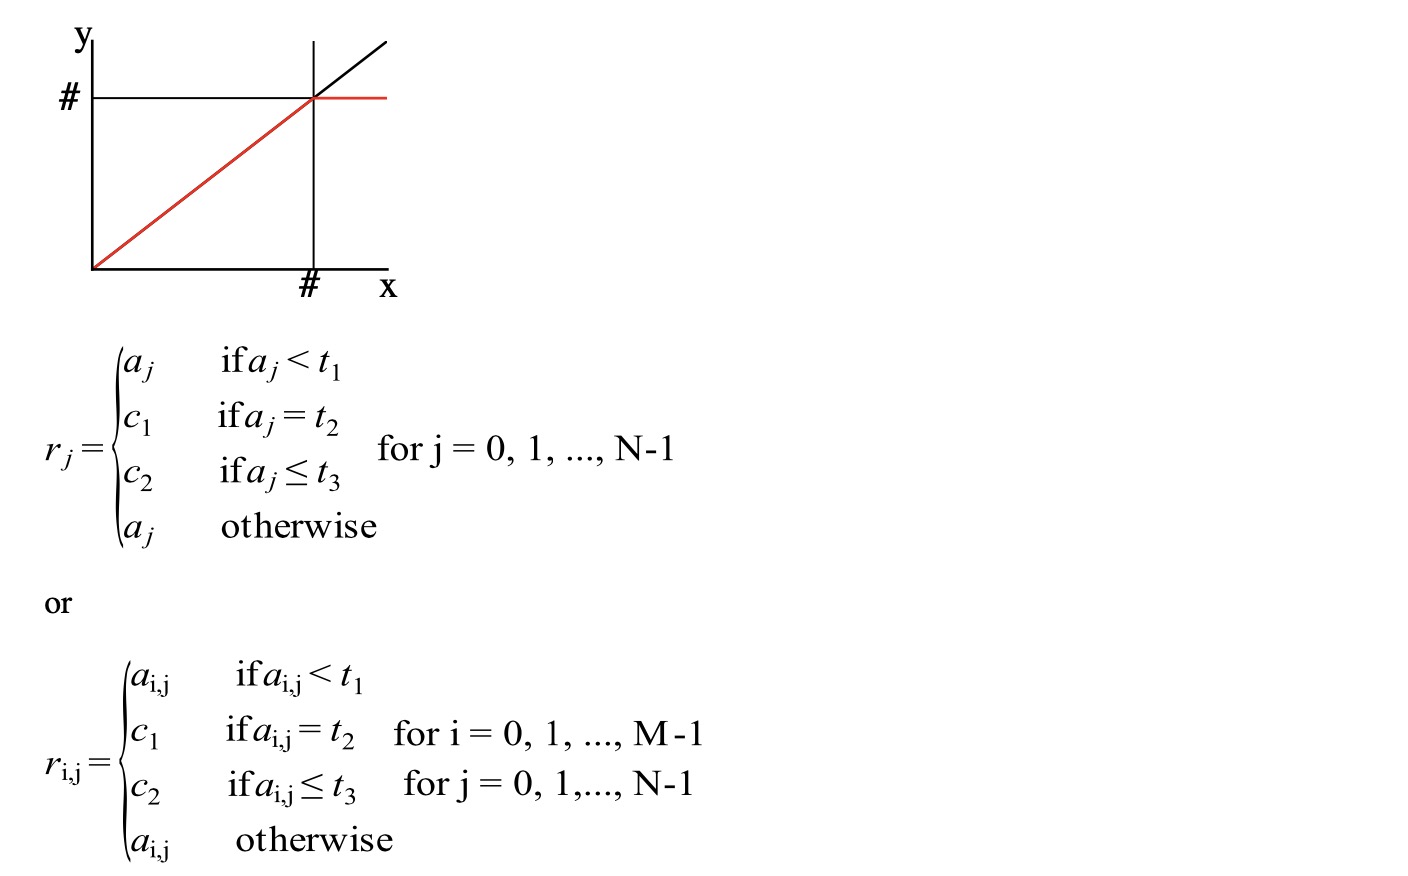 y
#
#
x
a_j if a_j < t_1
c_1 if a_j = t_2
r_j = for j = 0, 1, ..., N-1
c_2 if a_j ≤ t_3
a_j otherwise
or
a_i,j if a_i,j < t_1
c_1 if a_i,j = t_2 for i = 0, 1, ..., M-1
r_i,j =
c_2 if a_i,j ≤ t_3 for j = 0, 1,..., N-1
a_i,j otherwise